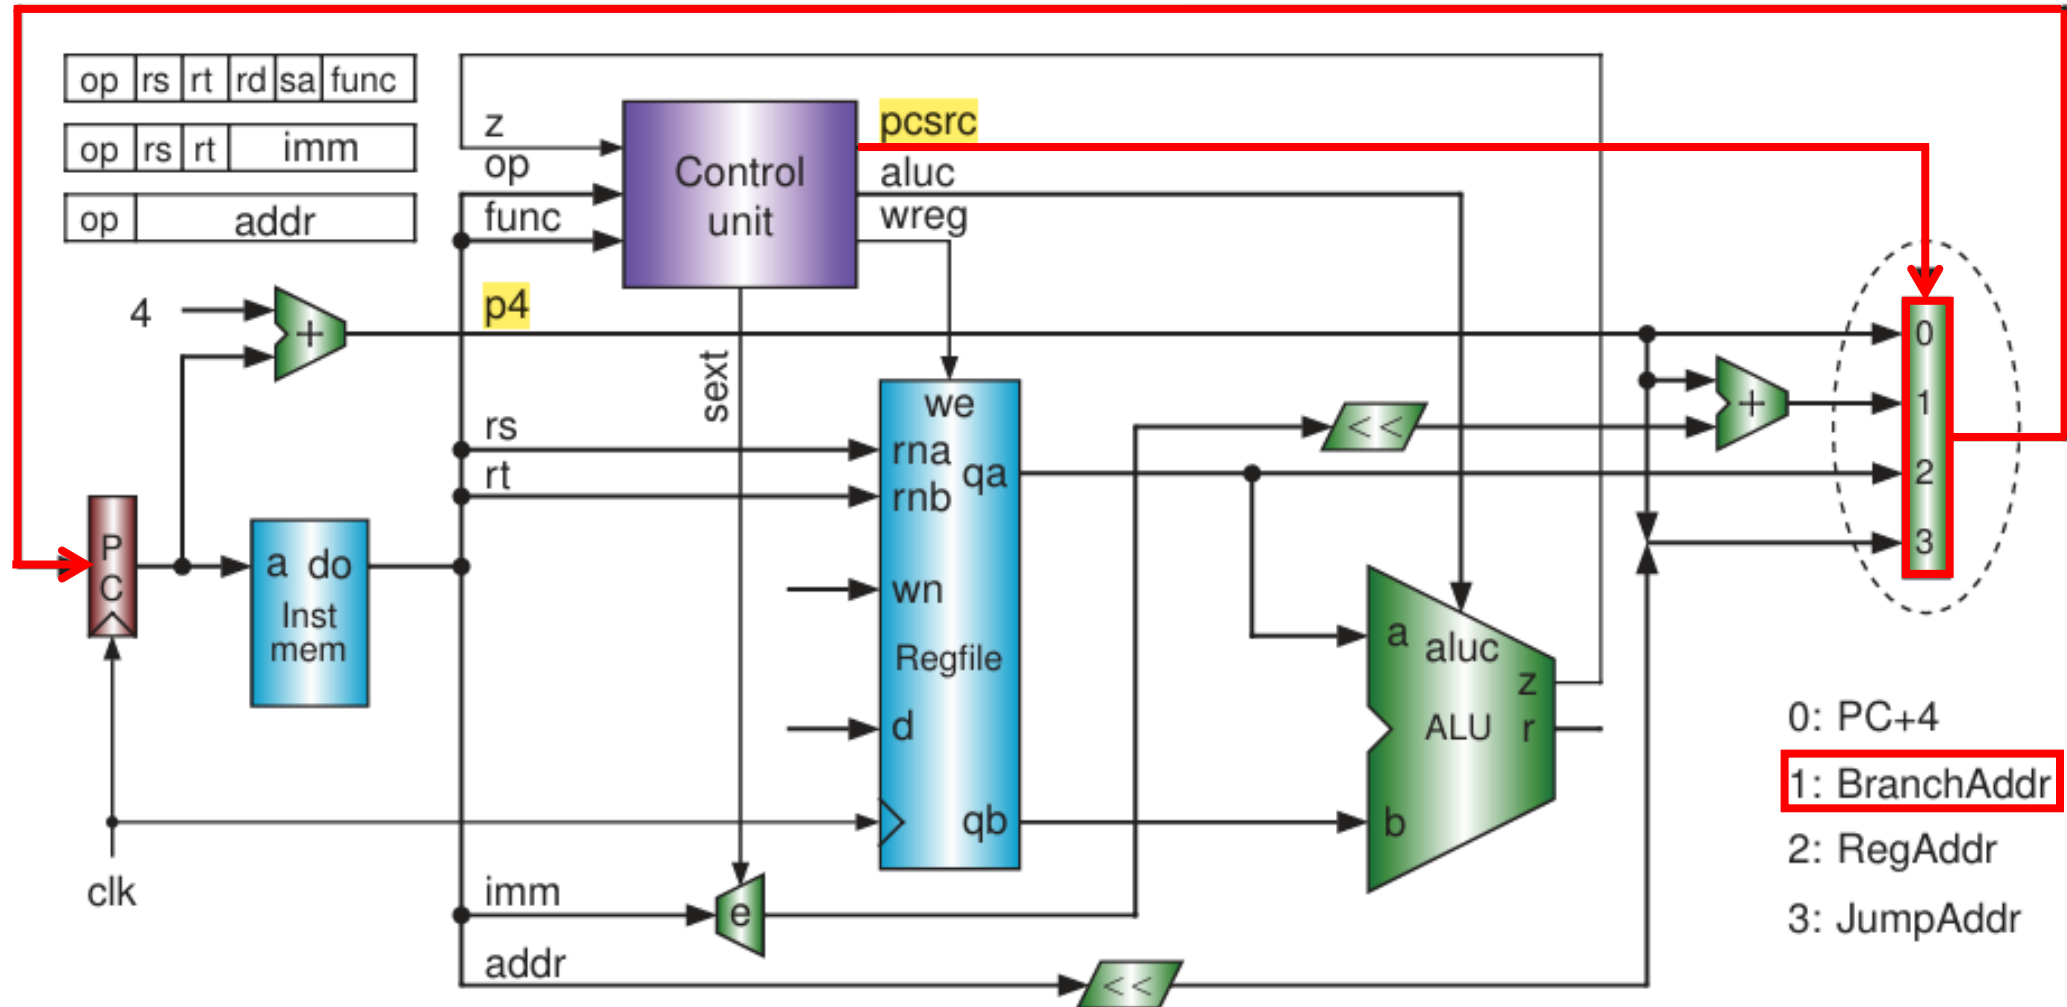 op rs rt rd sa func
op rs rt imm
op addr
z
op
func
Control
unit
pcsrc
aluc
wreg
4
+
p4
sext
rs
rt
we
rna
rnb
qa
wn
Regfile
d
qb
P
C
a do
Inst
mem
clk
imm
e
addr
<<
<<
+
0
1
2
3
a
aluc
z
ALU
r
b
0: PC+4
1: BranchAddr
2: RegAddr
3: JumpAddr